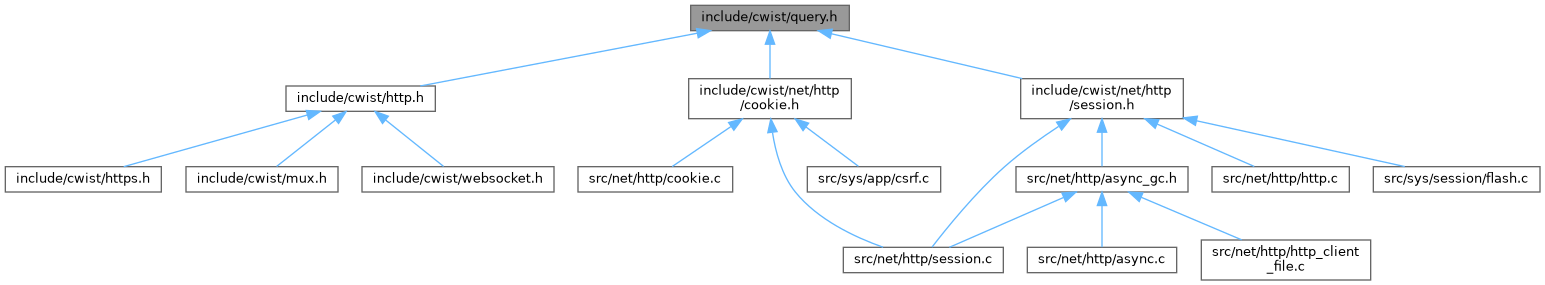 include/cwist/query.h
include/cwist/http.h
include/cwist/net/http
/cookie.h
include/cwist/net/http
/session.h
include/cwist/https.h
include/cwist/mux.h
include/cwist/websocket.h
src/net/http/cookie.c
src/sys/app/csrf.c
src/net/http/async_gc.h
src/net/http/http.c
src/sys/session/flash.c
src/net/http/session.c
src/net/http/async.c
src/net/http/http_client
_file.c